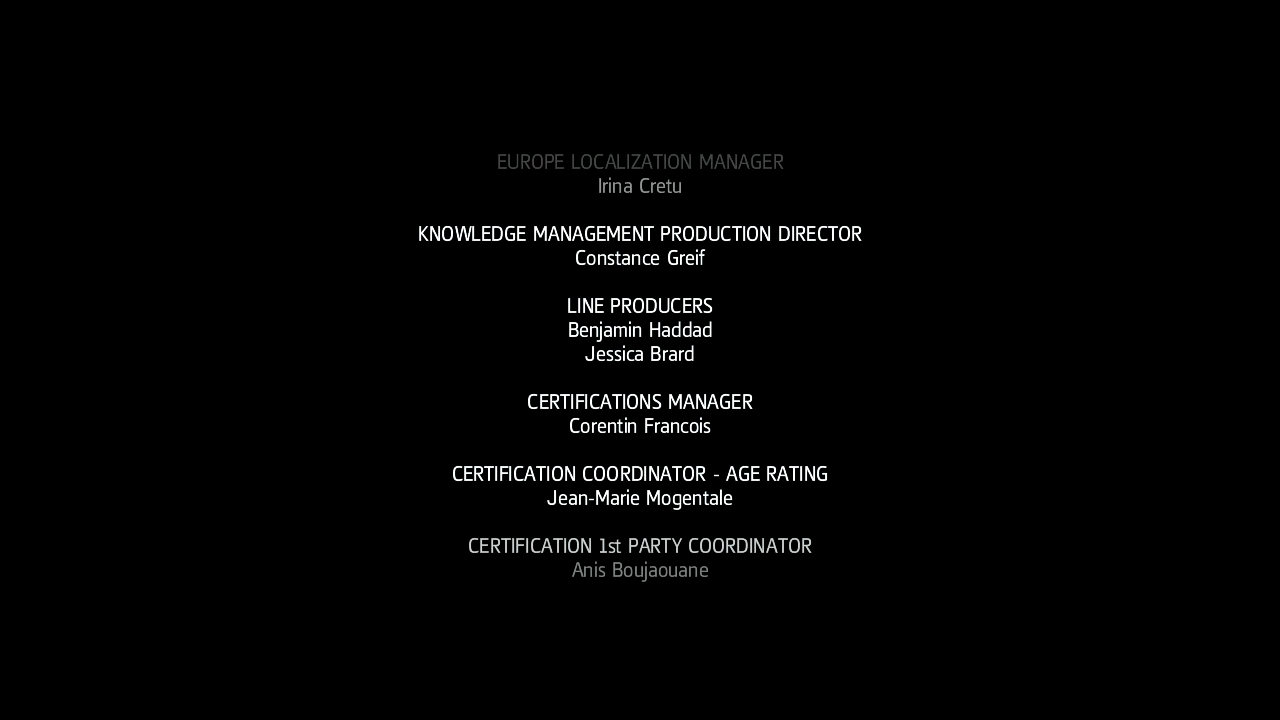 EUROPE LOCALIZATION MANAGER
Irina Cretu
KNOWLEDGE MANAGEMENT PRODUCTION DIRECTOR
Constance Greif
LINE PRODUCERS
Benjamin Haddad
Jessica Brard
CERTIFICATIONS MANAGER
Corentin Francois
CERTIFICATION COORDINATOR - AGE RATING
Jean-Marie Mogentale
CERTIFICATION 1st PARTY COORDINATOR
Anis Boujaouane